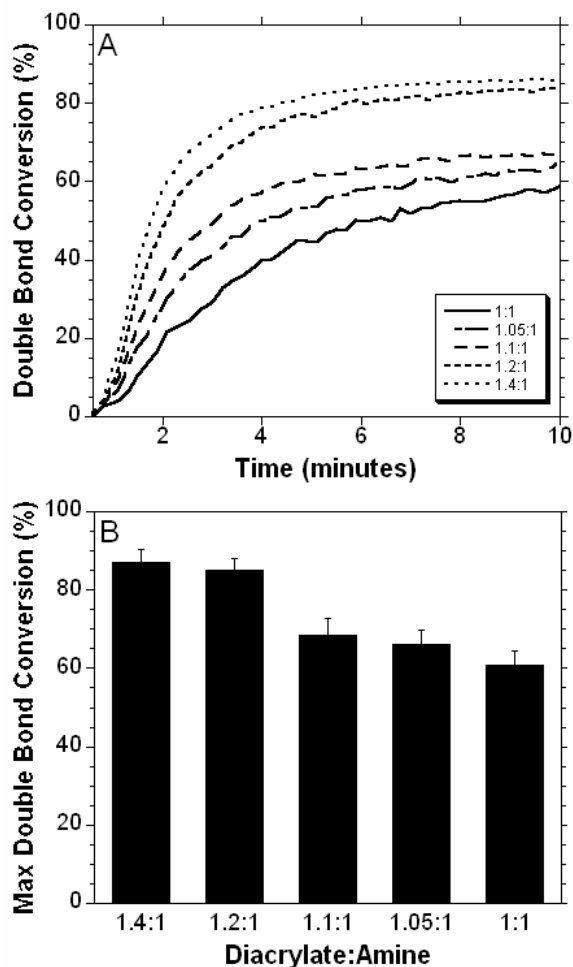 A
Double Bond Conversion (%)
100
80
60
40
20
0
1:1
1.05:1
1.1:1
1.2:1
1.4:1
2 4 6 8 10
Time (minutes)
B
Max Double Bond Conversion (%)
100
80
60
40
20
0
1.4:1 1.2:1 1.1:1 1.05:1 1:1
Diacrylate:Amine